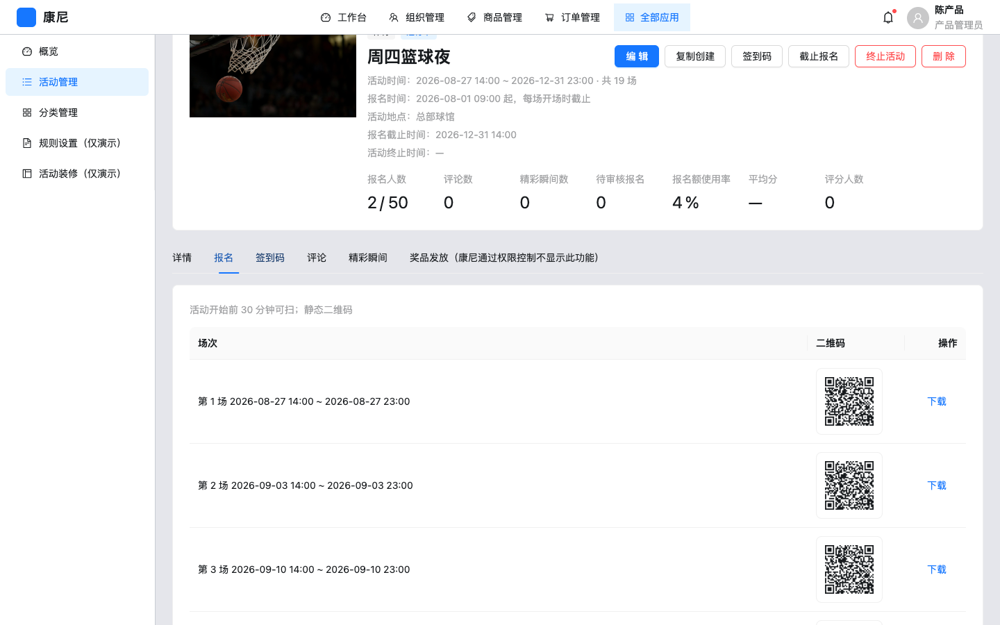 康尼
工作台
组织管理
商品管理
订单管理
全部应用
陈产品
产品管理员
概览
活动管理
分类管理
规则设置（仅演示）
活动装修（仅演示）
周四篮球夜
编 辑
复制创建
签到码
截止报名
终止活动
删 除
活动时间：2026-08-27 14:00 ~ 2026-12-31 23:00 · 共 19 场
报名时间：2026-08-01 09:00 起，每场开场时截止
活动地点：总部球馆
报名截止时间：2026-12-31 14:00
活动终止时间：—
报名人数 评论数 精彩瞬间数 待审核报名 报名额使用率 平均分 评分人数
2 / 50 0 0 0 4 % — 0
详情 报名 签到码 评论 精彩瞬间 奖品发放（康尼通过权限控制不显示此功能）
活动开始前 30 分钟可扫；静态二维码
场次 二维码 操作
第 1 场 2026-08-27 14:00 ~ 2026-08-27 23:00 下载
第 2 场 2026-09-03 14:00 ~ 2026-09-03 23:00 下载
第 3 场 2026-09-10 14:00 ~ 2026-09-10 23:00 下载